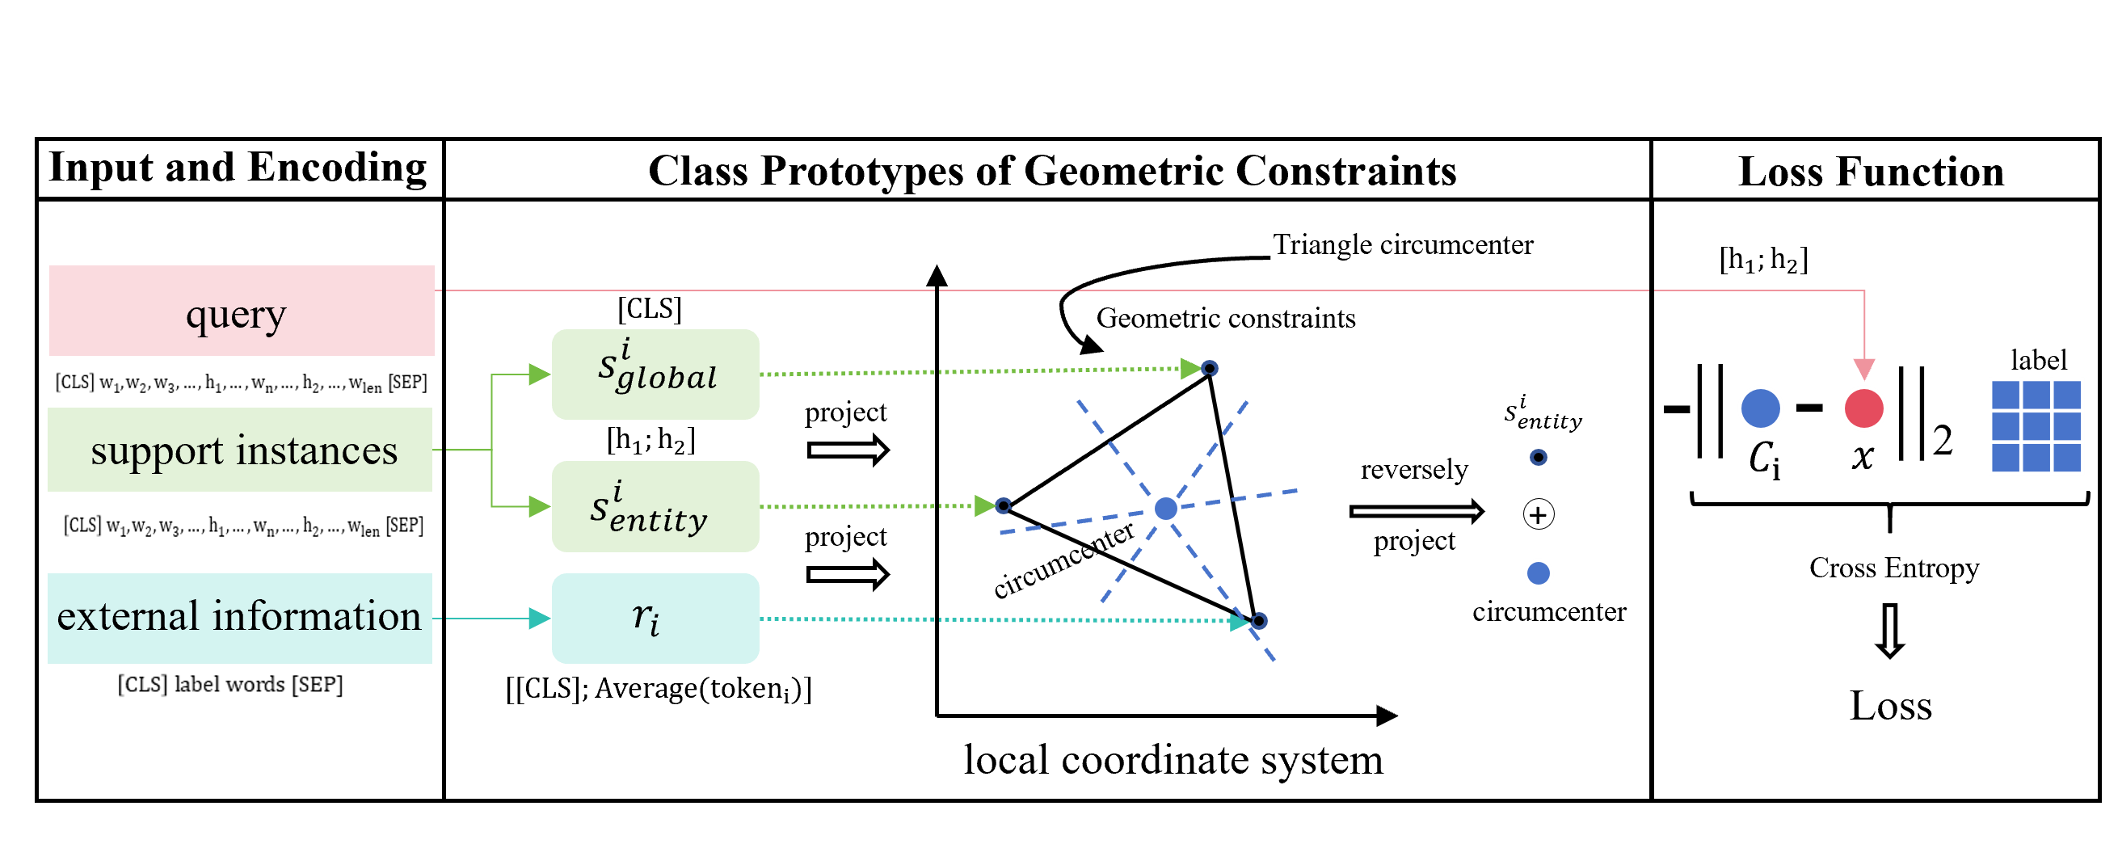 Input and Encoding
Class Prototypes of Geometric Constraints
Loss Function
query
[CLS] w₁,w₂,w₃,...,h₁,...,wₙ,...,h₂,...,wₗₑₙ [SEP]
support instances
[CLS] w₁,w₂,w₃,...,h₁,...,wₙ,...,h₂,...,wₗₑₙ [SEP]
external information
[CLS] label words [SEP]
[CLS]
sⁱ_global
[h₁; h₂]
sⁱ_entity
rᵢ
[[CLS]; Average(tokenᵢ)]
project
project
Triangle circumcenter
Geometric constraints
circumcenter
local coordinate system
reversely
project
sⁱ_entity
+
circumcenter
[h₁; h₂]
-‖ - ‖₂
Cᵢ
x
label
Cross Entropy
Loss